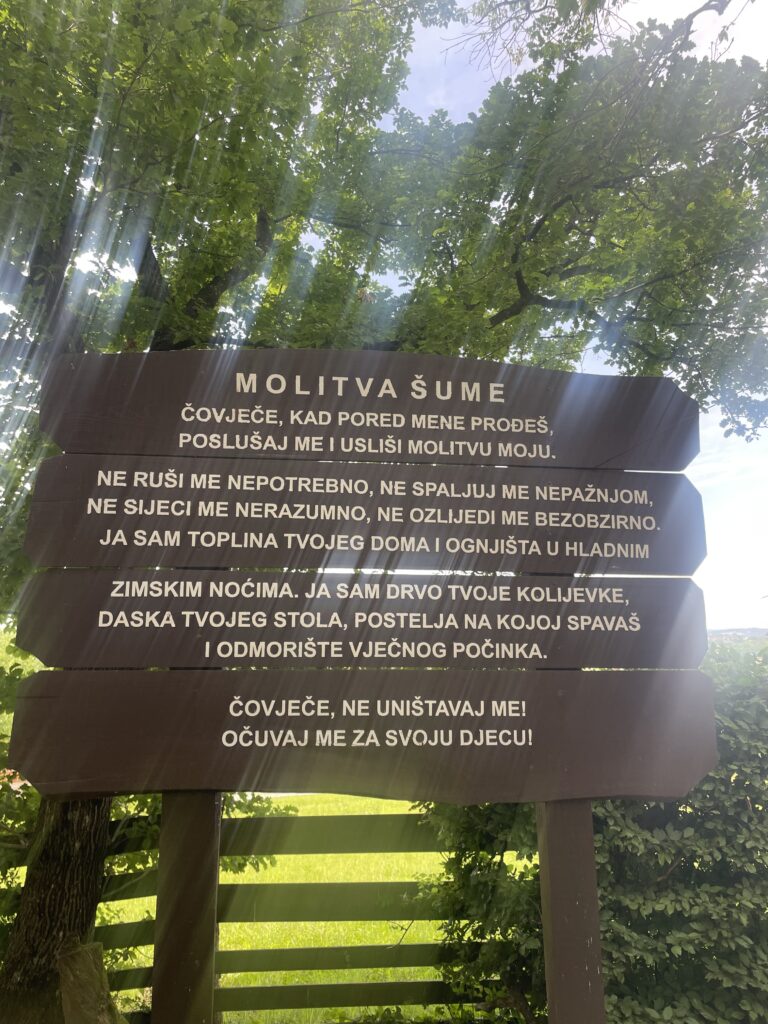 MOLITVA ŠUME
ČOVJEČE, KAD PORED MENE PROĐEŠ,
POSLUŠAJ ME I USLIŠI MOLITVU MOJU.
NE RUŠI ME NEPOTREBNO, NE SPALJUJ ME NEPAŽNJOM,
NE SIJECI ME NERAZUMNO, NE OZLIJEDI ME BEZOBZIRNO.
JA SAM TOPLINA TVOJEG DOMA I OGNJIŠTA U HLADNIM
ZIMSKIM NOĆIMA. JA SAM DRVO TVOJE KOLIJEVKE,
DASKA TVOJEG STOLA, POSTELJA NA KOJOJ SPAVAŠ
I ODMORIŠTE VJEČNOG POČINKA.
ČOVJEČE, NE UNIŠTAVAJ ME!
OČUVAJ ME ZA SVOJU DJECU!